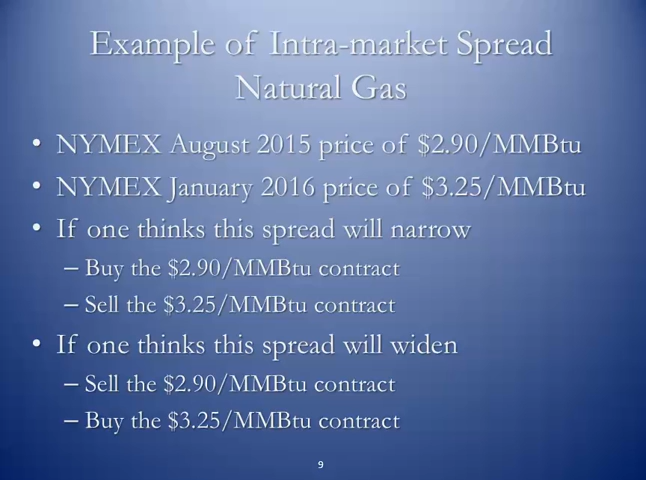 Example of Intra-market Spread
Natural Gas
• NYMEX August 2015 price of $2.90/MMBtu
• NYMEX January 2016 price of $3.25/MMBtu
• If one thinks this spread will narrow
– Buy the $2.90/MMBtu contract
– Sell the $3.25/MMBtu contract
• If one thinks this spread will widen
– Sell the $2.90/MMBtu contract
– Buy the $3.25/MMBtu contract
9